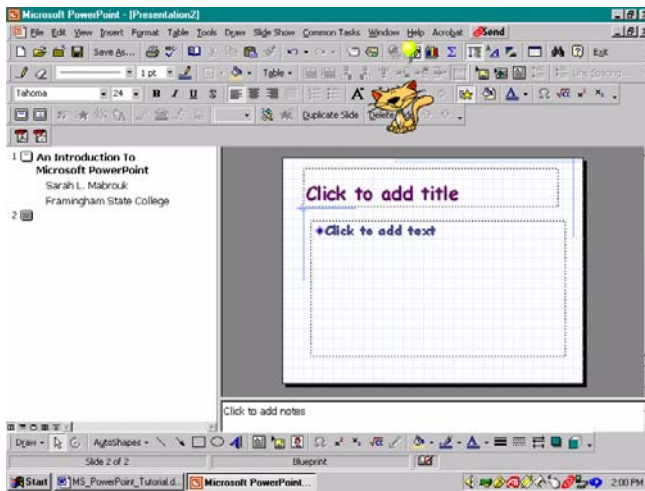 Microsoft PowerPoint - [Presentation2]
File Edit View Insert Format Table Tools Draw Slide Show Common Tasks Window Help Acrobat Send
Save As... Exit
1 pt Table Line Spacing...
Tahoma 24 B I U S A
Duplicate Slide Delete
1 An Introduction To
Microsoft PowerPoint
Sarah L. Mabrouk
Framingham State College
2
Click to add title
Click to add text
Click to add notes
Draw AutoShapes
Slide 2 of 2 Blueprint
Start MS_PowerPoint_Tutorial.d... Microsoft PowerPoint... 2:00 PM